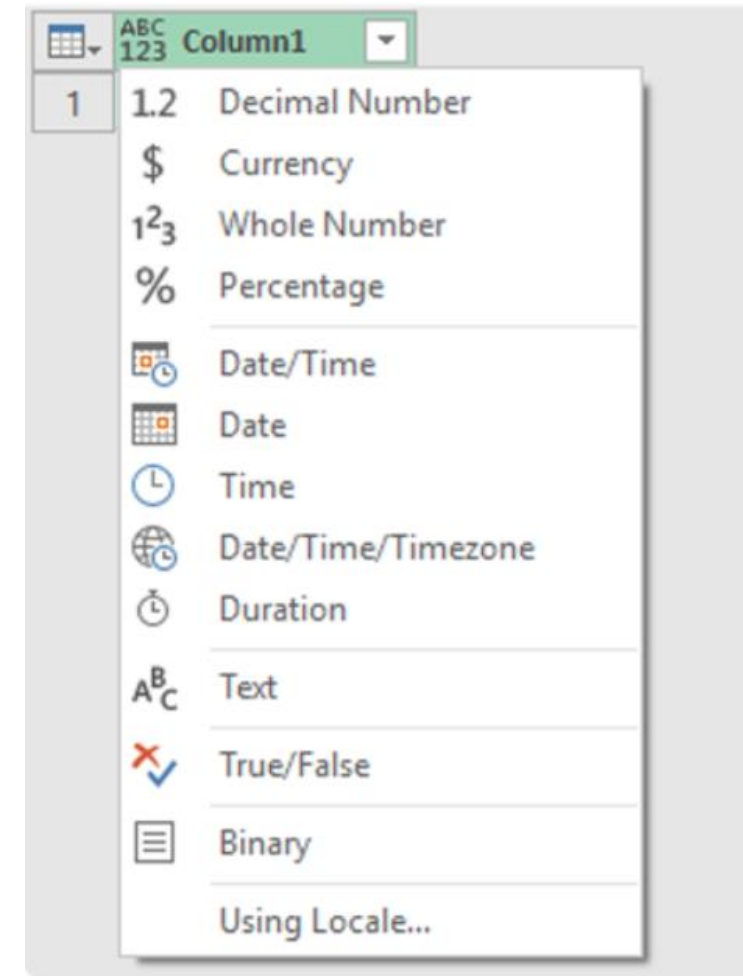 ABC
123 Column1
1
1.2 Decimal Number
$ Currency
123 Whole Number
% Percentage
Date/Time
Date
Time
Date/Time/Timezone
Duration
ABC Text
True/False
Binary
Using Locale...